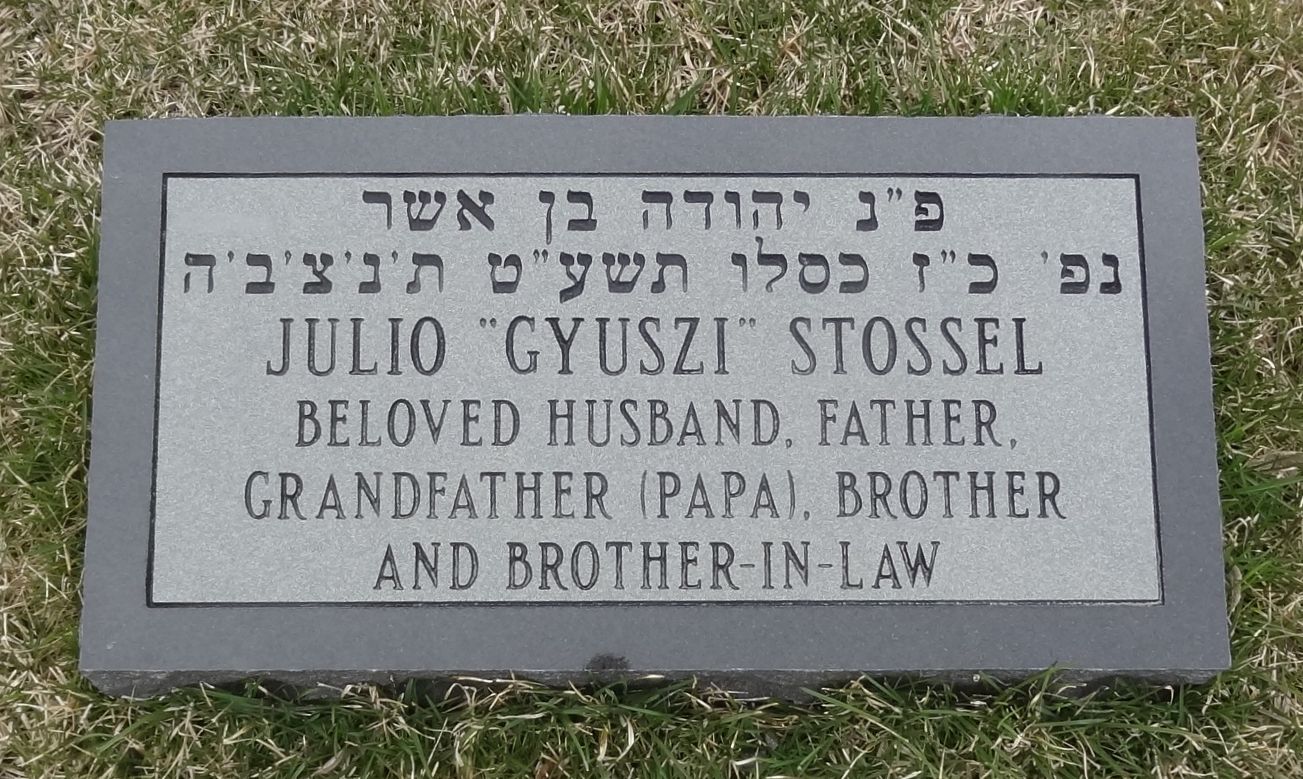 פ"נ יהודה בן אשר
נפ' כ"ז כסלו תשע"ט ת'נ'צ'ב'ה
JULIO "GYUSZI" STOSSEL
BELOVED HUSBAND, FATHER,
GRANDFATHER (PAPA), BROTHER
AND BROTHER-IN-LAW